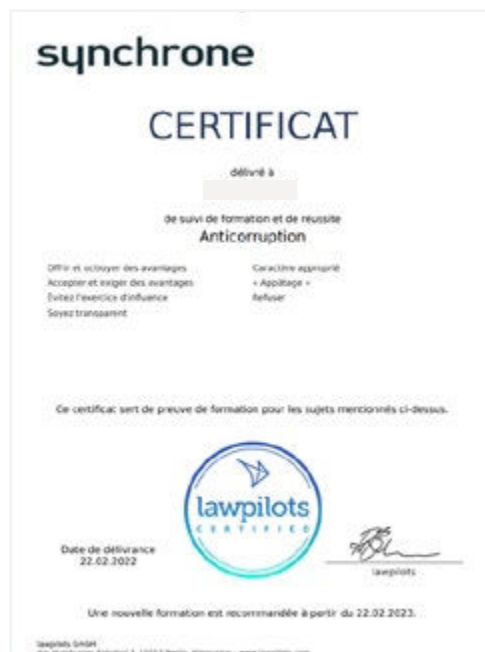 synchrone
CERTIFICAT
délivré à
de suivi de formation et de réussite
Anticorruption
Offrir et octroyer des avantages
Accepter et exiger des avantages
Évitez l'exercice d'influence
Soyez transparent
Caractère approprié
« Appâtage »
Refuser
Ce certificat sert de preuve de formation pour les sujets mentionnés ci-dessus.
lawpilots
CERTIFIED
Date de délivrance
22.02.2022
lawpilots
Une nouvelle formation est recommandée à partir du 22.02.2023.
lawpilots GmbH